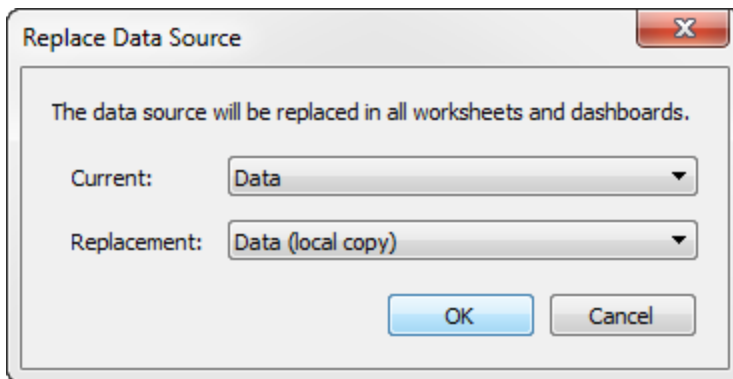 Replace Data Source
The data source will be replaced in all worksheets and dashboards.
Current: Data
Replacement: Data (local copy)
OK Cancel